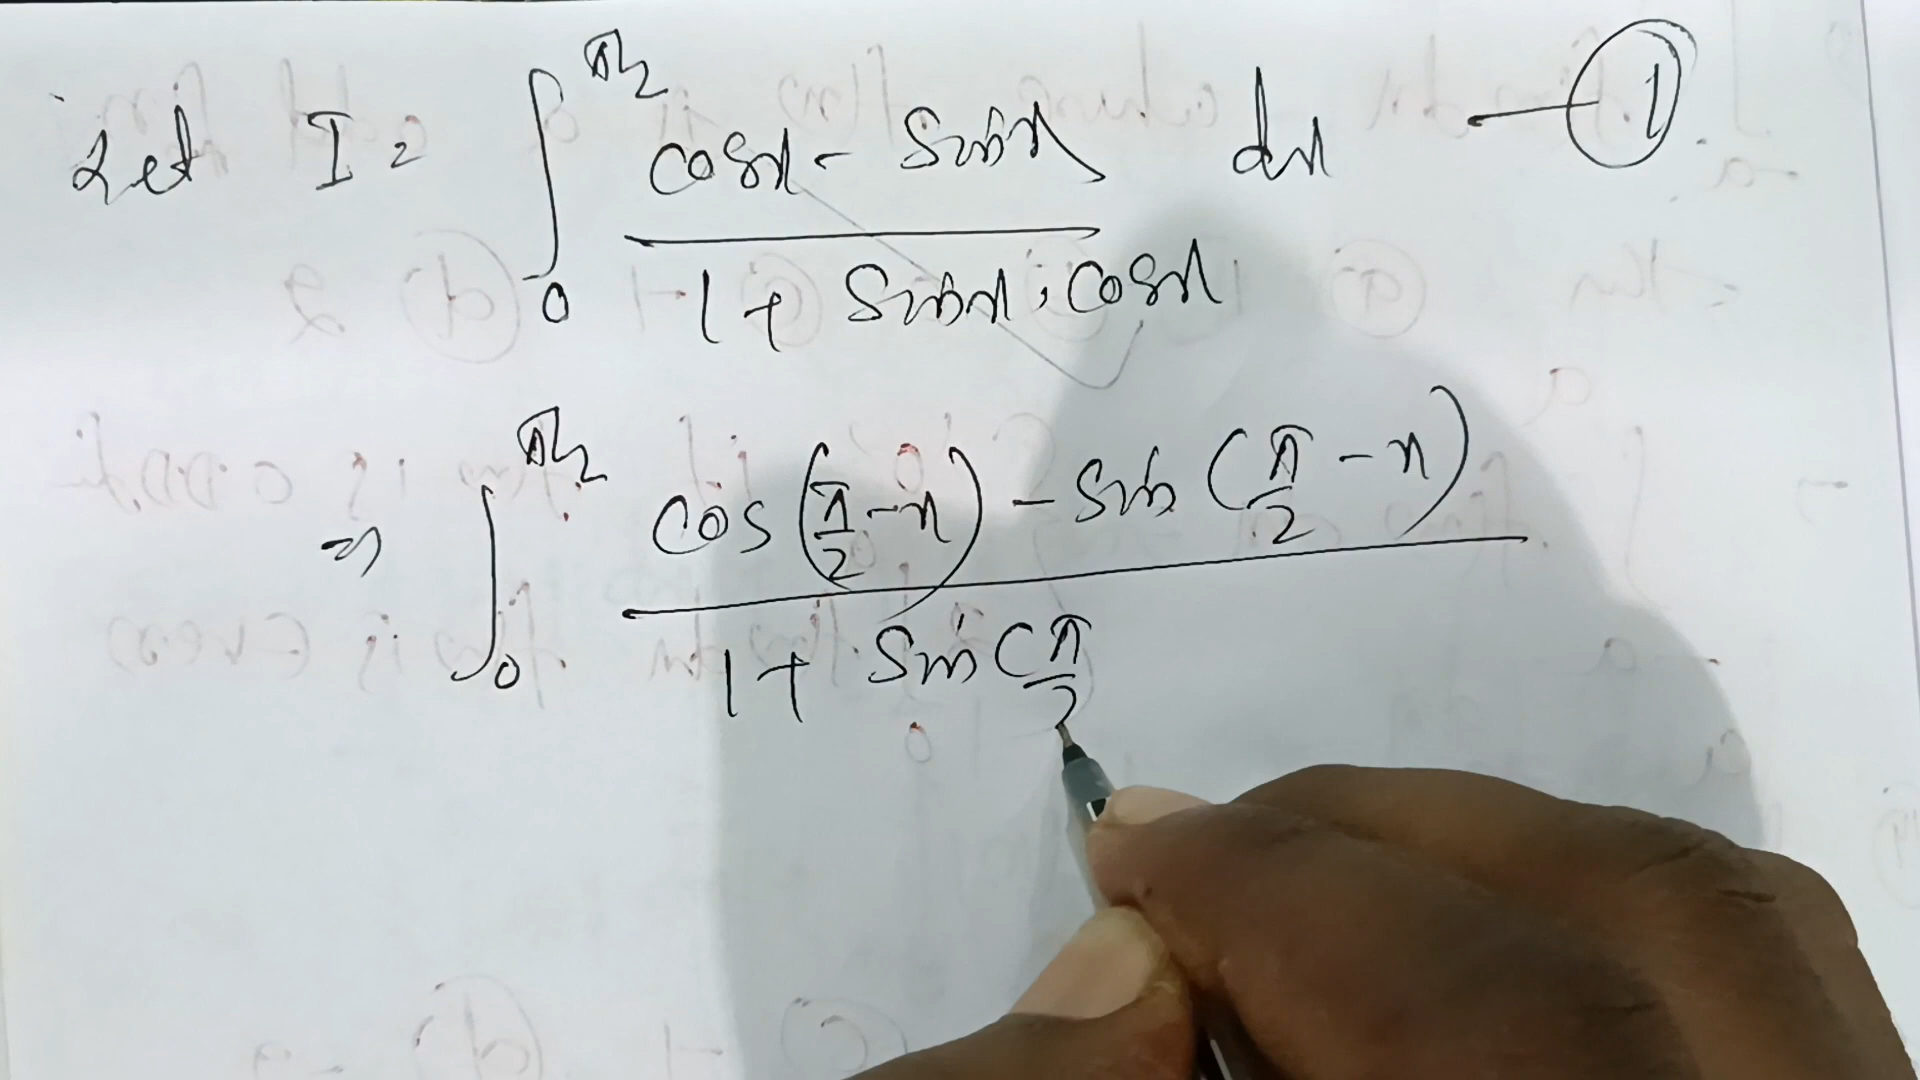 Let I = ∫₀^(π/2) (cosx - sinx)/(1 + sinx . cosx) dx — ①
⇒ ∫₀^(π/2) (cos(π/2 - x) - sin(π/2 - x))/(1 + sin(π/2